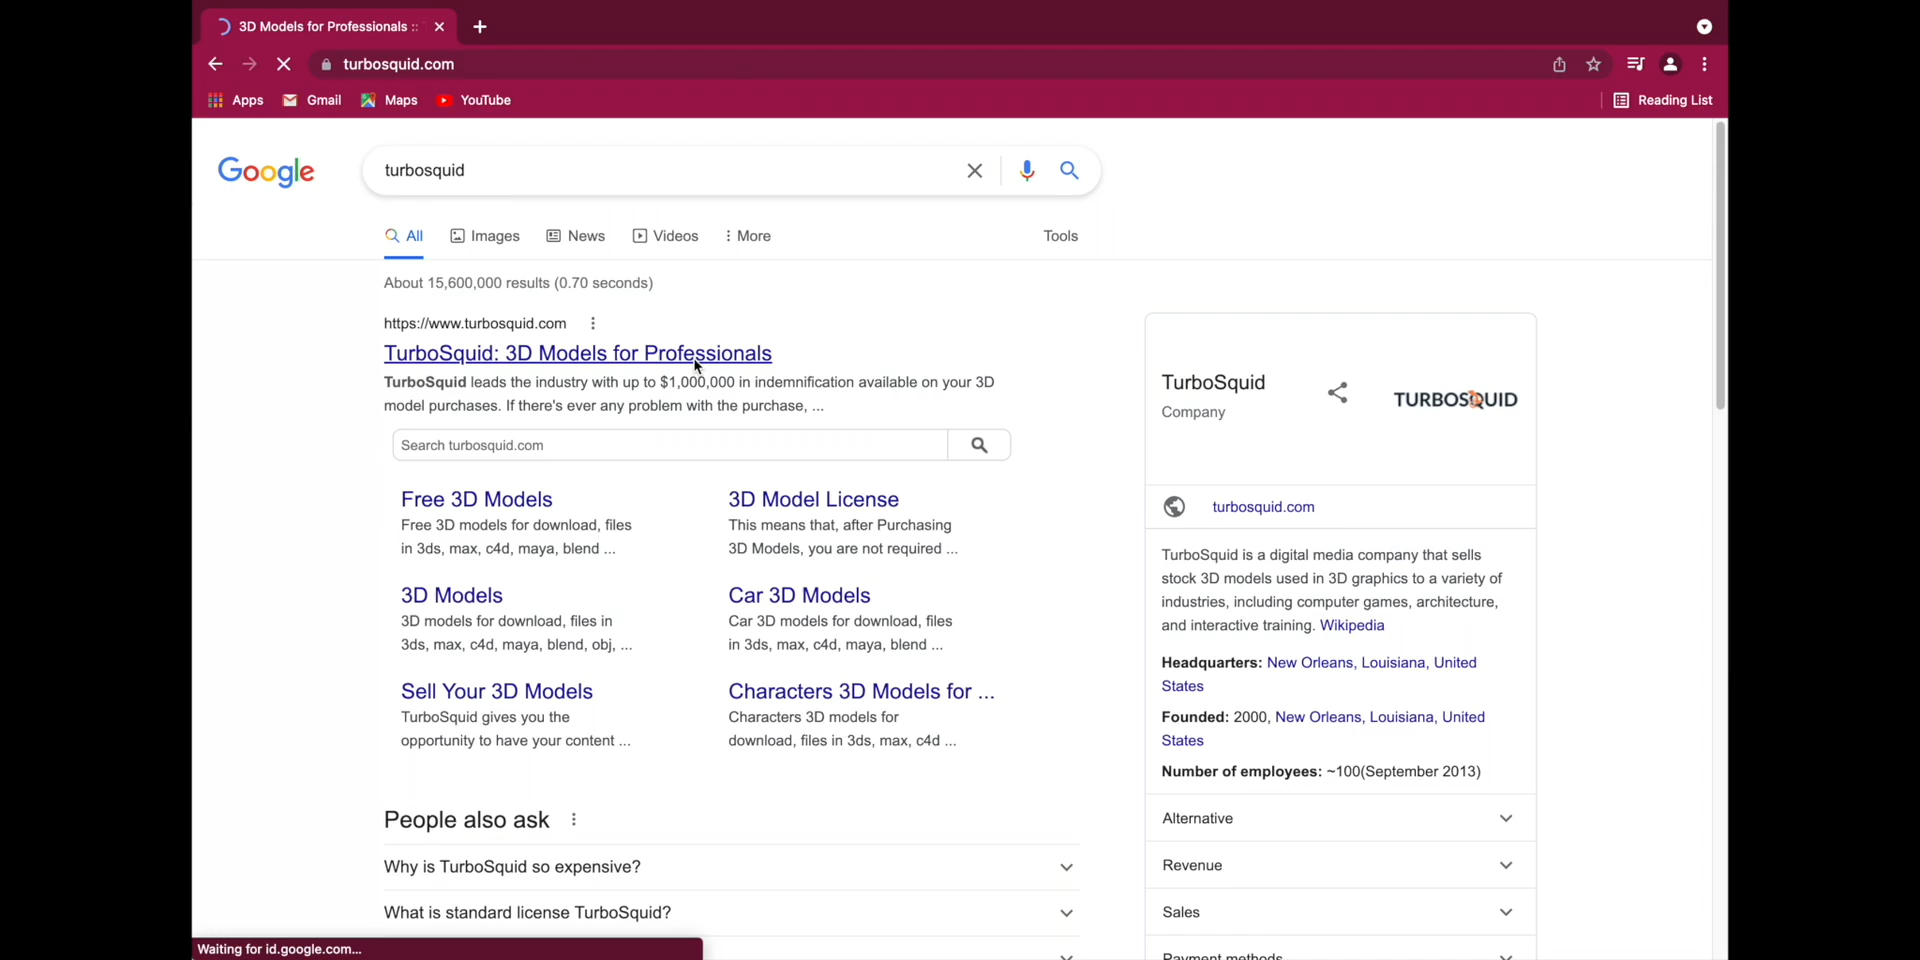 3D Models for Professionals ::
turbosquid.com
Apps Gmail Maps YouTube Reading List
Google
turbosquid
All Images News Videos More Tools
About 15,600,000 results (0.70 seconds)
https://www.turbosquid.com
TurboSquid: 3D Models for Professionals
TurboSquid leads the industry with up to $1,000,000 in indemnification available on your 3D
model purchases. If there's ever any problem with the purchase, ...
Search turbosquid.com
Free 3D Models
Free 3D models for download, files
in 3ds, max, c4d, maya, blend ...
3D Model License
This means that, after Purchasing
3D Models, you are not required ...
3D Models
3D models for download, files in
3ds, max, c4d, maya, blend, obj, ...
Car 3D Models
Car 3D models for download, files
in 3ds, max, c4d, maya, blend ...
Sell Your 3D Models
TurboSquid gives you the
opportunity to have your content ...
Characters 3D Models for ...
Characters 3D models for
download, files in 3ds, max, c4d ...
People also ask
Why is TurboSquid so expensive?
What is standard license TurboSquid?
TurboSquid
Company
TURBOSQUID
turbosquid.com
TurboSquid is a digital media company that sells
stock 3D models used in 3D graphics to a variety of
industries, including computer games, architecture,
and interactive training. Wikipedia
Headquarters: New Orleans, Louisiana, United
States
Founded: 2000, New Orleans, Louisiana, United
States
Number of employees: ~100(September 2013)
Alternative
Revenue
Sales
Payment methods
Waiting for id.google.com...